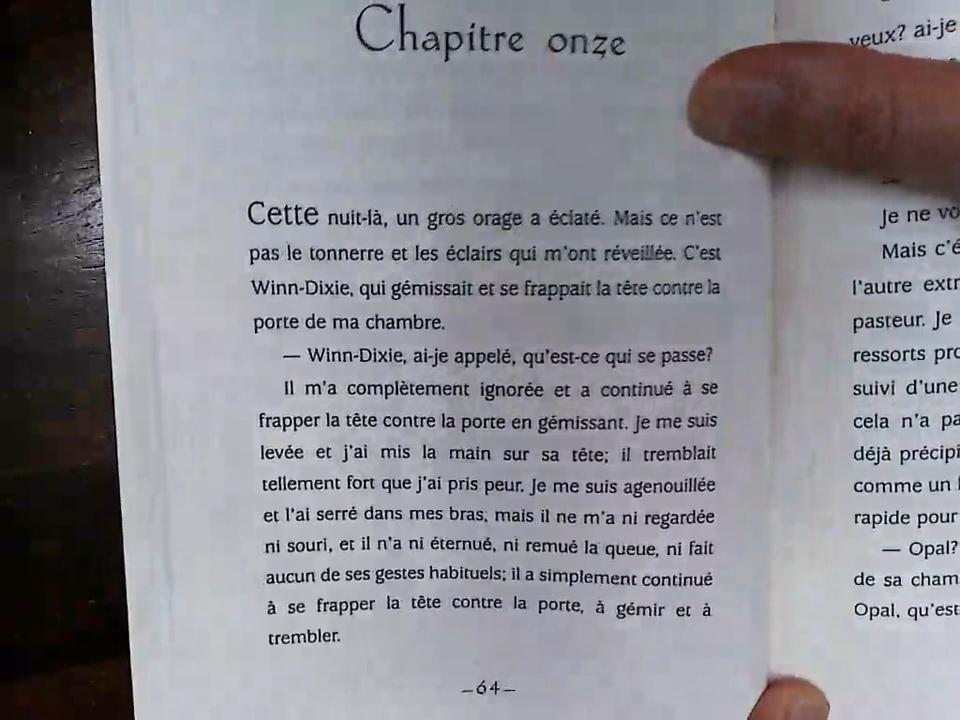 Chapitre onze
Cette nuit-là, un gros orage a éclaté. Mais ce n'est
pas le tonnerre et les éclairs qui m'ont réveillée. C'est
Winn-Dixie, qui gémissait et se frappait la tête contre la
porte de ma chambre.
— Winn-Dixie, ai-je appelé, qu'est-ce qui se passe?
Il m'a complètement ignorée et a continué à se
frapper la tête contre la porte en gémissant. Je me suis
levée et j'ai mis la main sur sa tête; il tremblait
tellement fort que j'ai pris peur. Je me suis agenouillée
et l'ai serré dans mes bras, mais il ne m'a ni regardée
ni souri, et il n'a ni éternué, ni remué la queue, ni fait
aucun de ses gestes habituels; il a simplement continué
à se frapper la tête contre la porte, à gémir et à
trembler.
–64–
veux? ai-je
Je ne
Mais
l'autre
pasteur. Je
ressorts
suivi d'une
cela n'a
déjà
comme un
rapide pour
— Opal?
de sa
Opal, qu'est